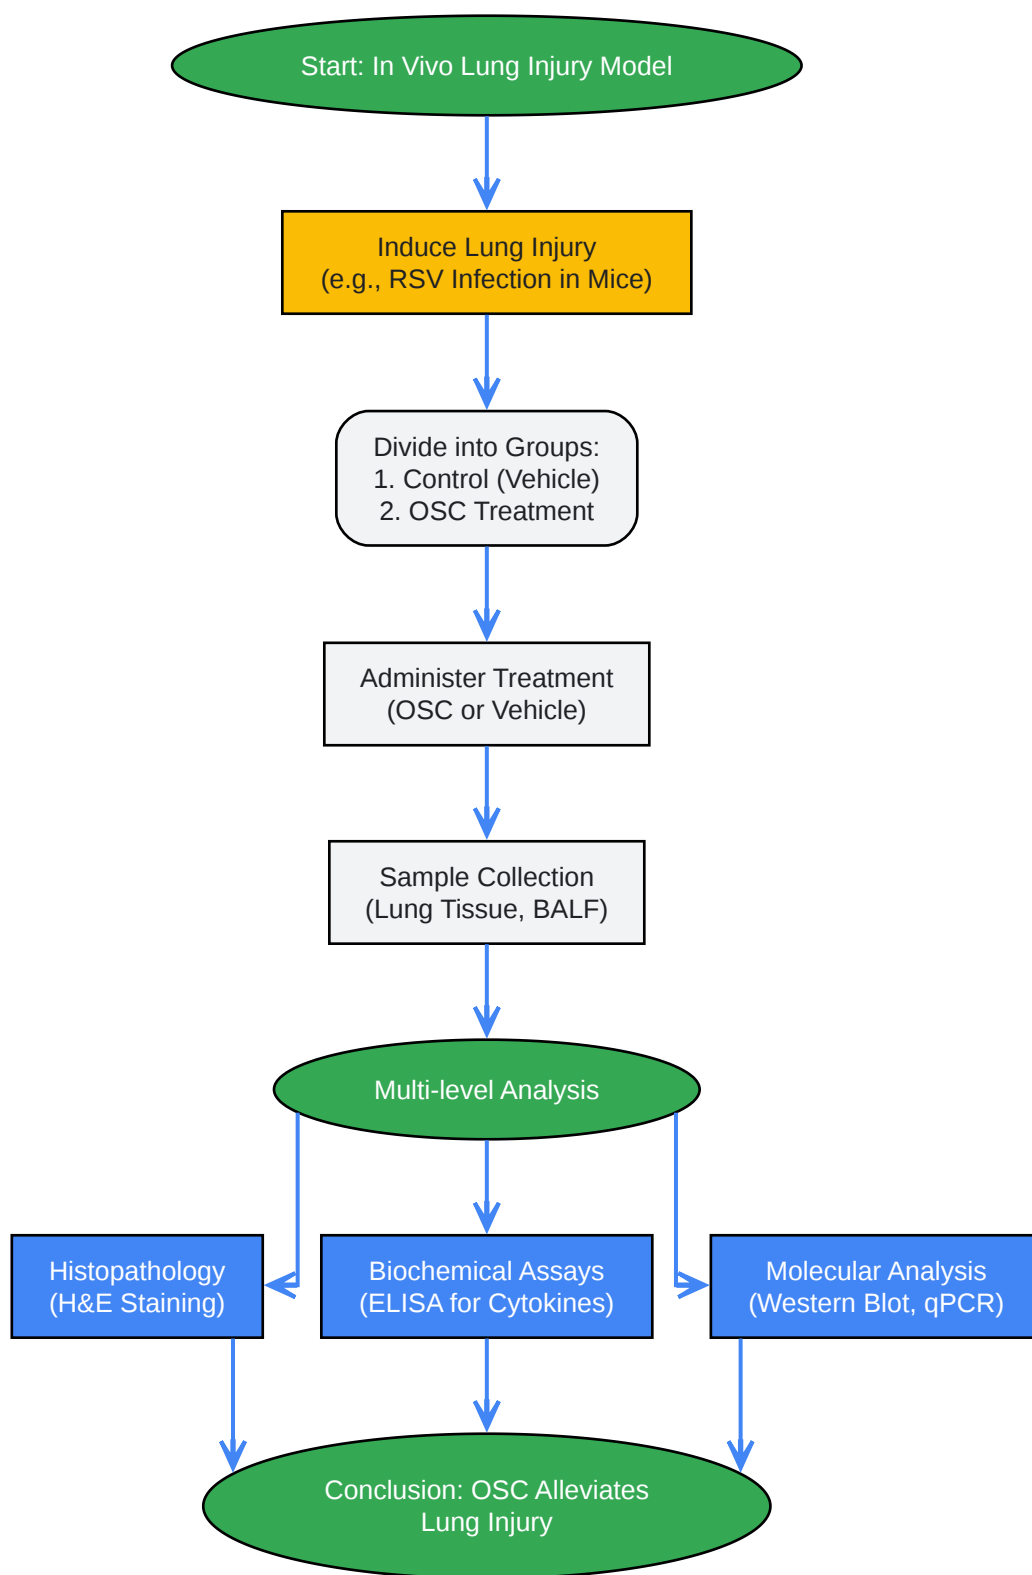 Start: In Vivo Lung Injury Model
Induce Lung Injury
(e.g., RSV Infection in Mice)
Divide into Groups:
1. Control (Vehicle)
2. OSC Treatment
Administer Treatment
(OSC or Vehicle)
Sample Collection
(Lung Tissue, BALF)
Multi-level Analysis
Histopathology
(H&E Staining)
Biochemical Assays
(ELISA for Cytokines)
Molecular Analysis
(Western Blot, qPCR)
Conclusion: OSC Alleviates
Lung Injury